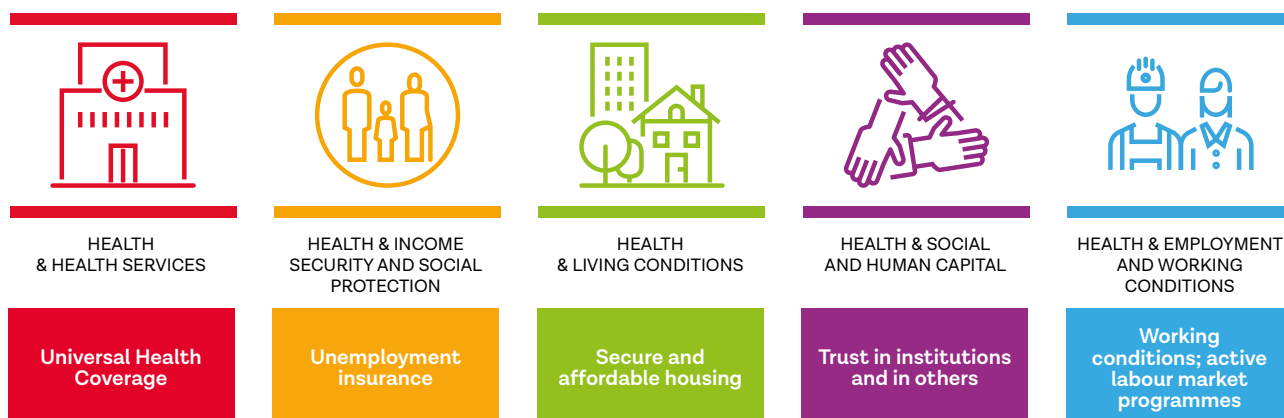 HEALTH
& HEALTH SERVICES
HEALTH & INCOME
SECURITY AND SOCIAL
PROTECTION
HEALTH
& LIVING CONDITIONS
HEALTH & SOCIAL
AND HUMAN CAPITAL
HEALTH & EMPLOYMENT
AND WORKING
CONDITIONS
Universal Health
Coverage
Unemployment
insurance
Secure and
affordable housing
Trust in institutions
and in others
Working
conditions; active
labour market
programmes